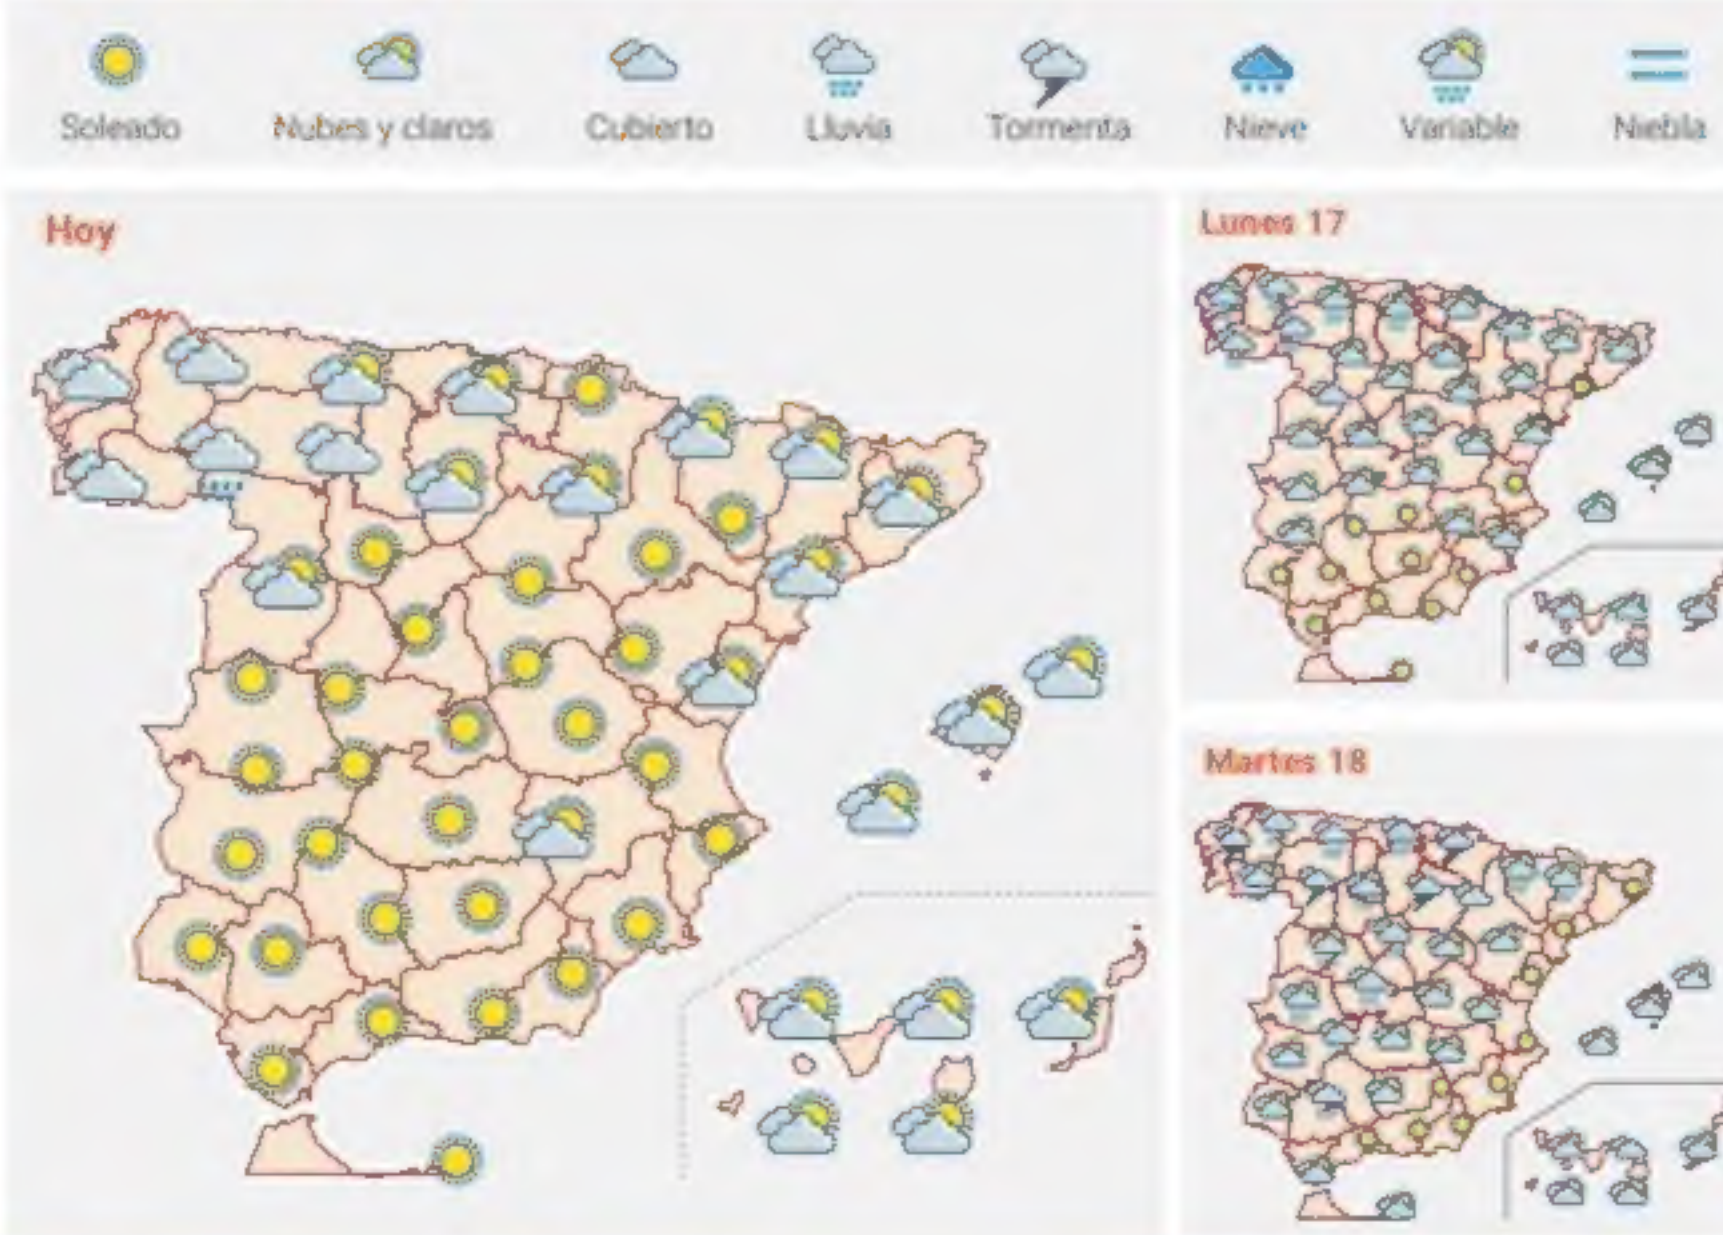 Soleado
Nubes y claros
Cubierto
Lluvia
Tormenta
Nieve
Variable
Niebla
Hoy
Lunes 17
Martes 18